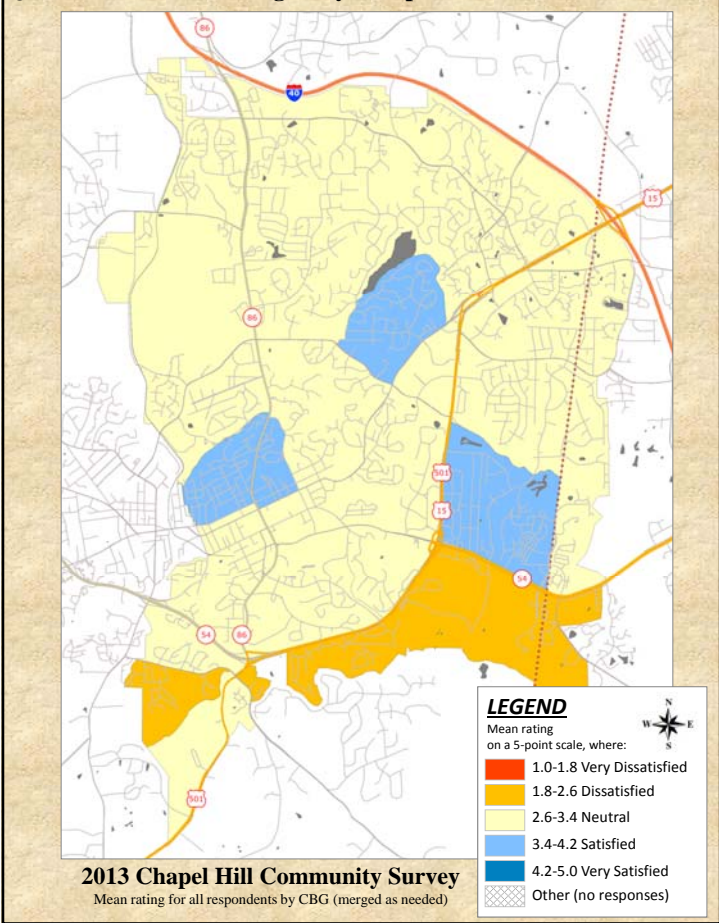 86
40
15
86
501
15
54
54
86
501
LEGEND
N
W E
S
Mean rating
on a 5-point scale, where:
1.0-1.8 Very Dissatisfied
1.8-2.6 Dissatisfied
2.6-3.4 Neutral
3.4-4.2 Satisfied
4.2-5.0 Very Satisfied
Other (no responses)
2013 Chapel Hill Community Survey
Mean rating for all respondents by CBG (merged as needed)